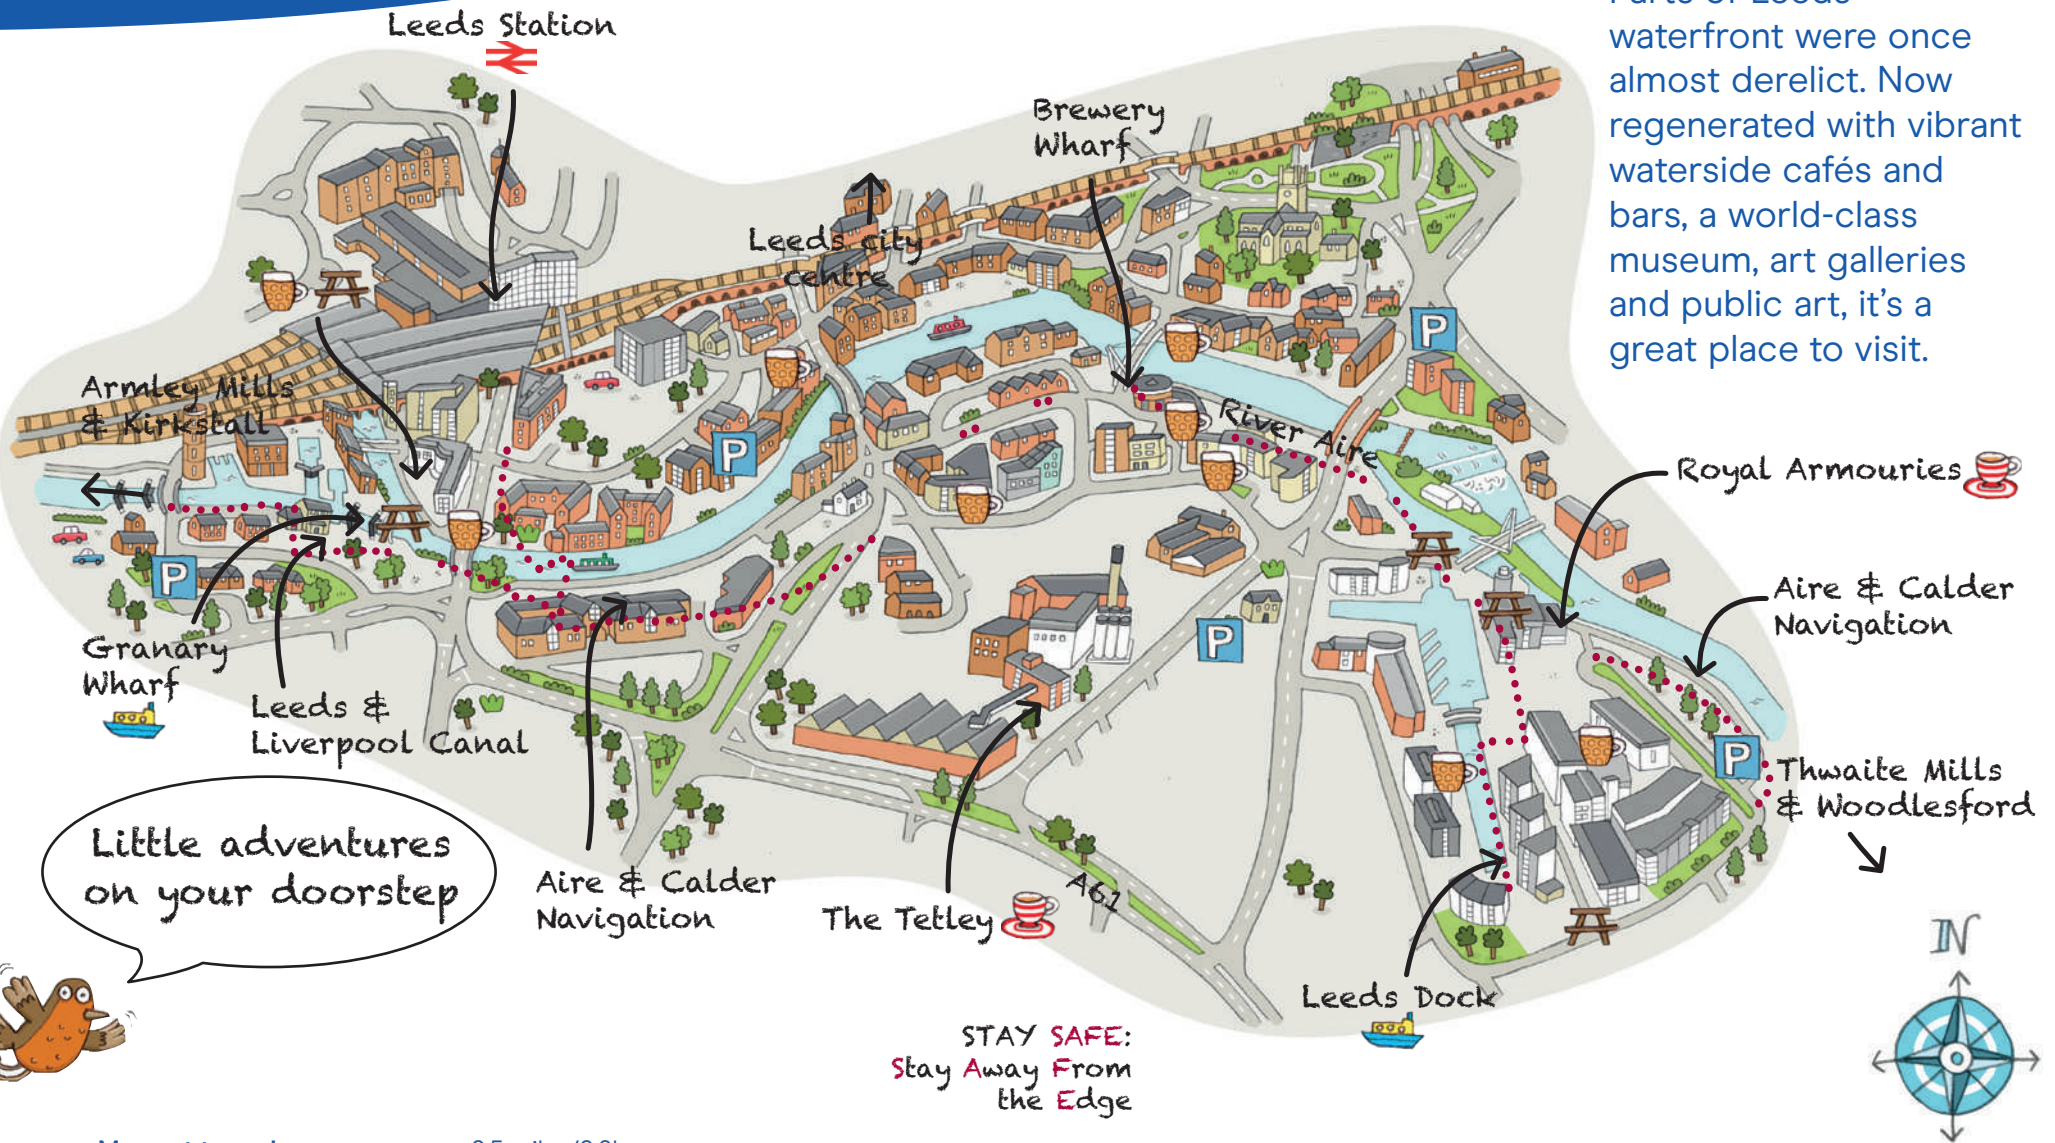 Leeds Station
Parts of Leeds
waterfront were once
almost derelict. Now
regenerated with vibrant
waterside cafés and
bars, a world-class
museum, art galleries
and public art, it's a
great place to visit.
Brewery
Wharf
Leeds city
centre
P
Armley Mills
& Kirkstall
River Aire
P
Royal Armouries
P
Aire & Calder
Navigation
P
Granary
Wharf
Leeds &
Liverpool Canal
P
Thwaite Mills
& Woodlesford
Little adventures
on your doorstep
Aire & Calder
Navigation
The Tetley
A61
Leeds Dock
N
STAY SAFE:
Stay Away From
the Edge